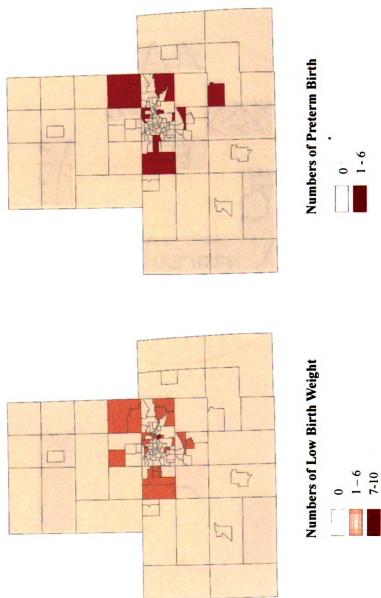 Numbers of Low Birth Weight
0
1 – 6
7-10
Numbers of Preterm Birth
0
1 - 6